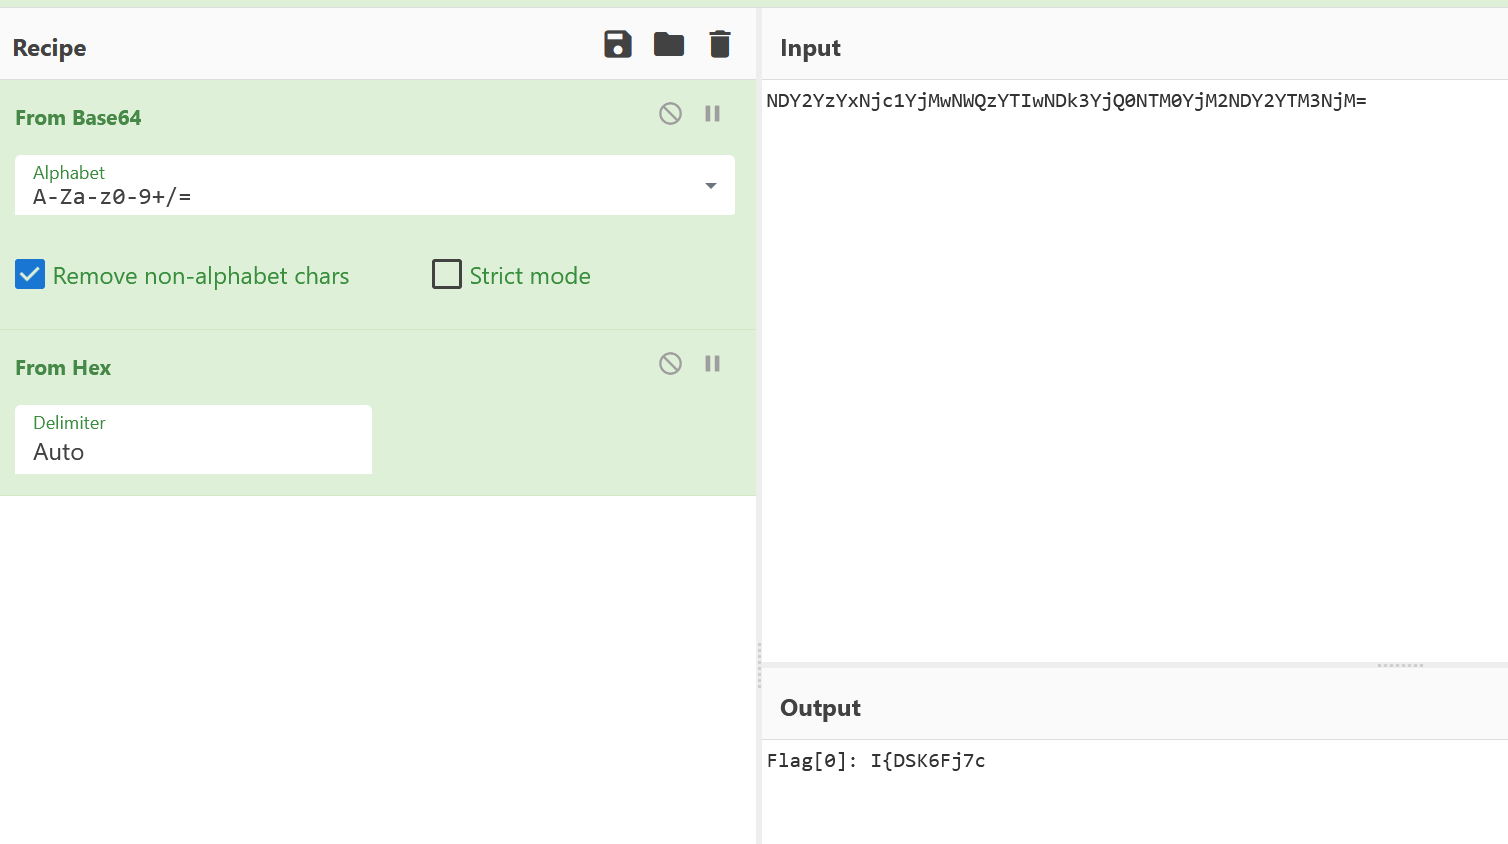 Recipe
From Base64
Alphabet
A-Za-z0-9+/=
Remove non-alphabet chars
Strict mode
From Hex
Delimiter
Auto
Input
NDY2YzYxNjc1YjMwNWQzYTIwNDk3YjQ0NTM0YjM2NDY2YTM3NjM=
Output
Flag[0]: I{DSK6Fj7c